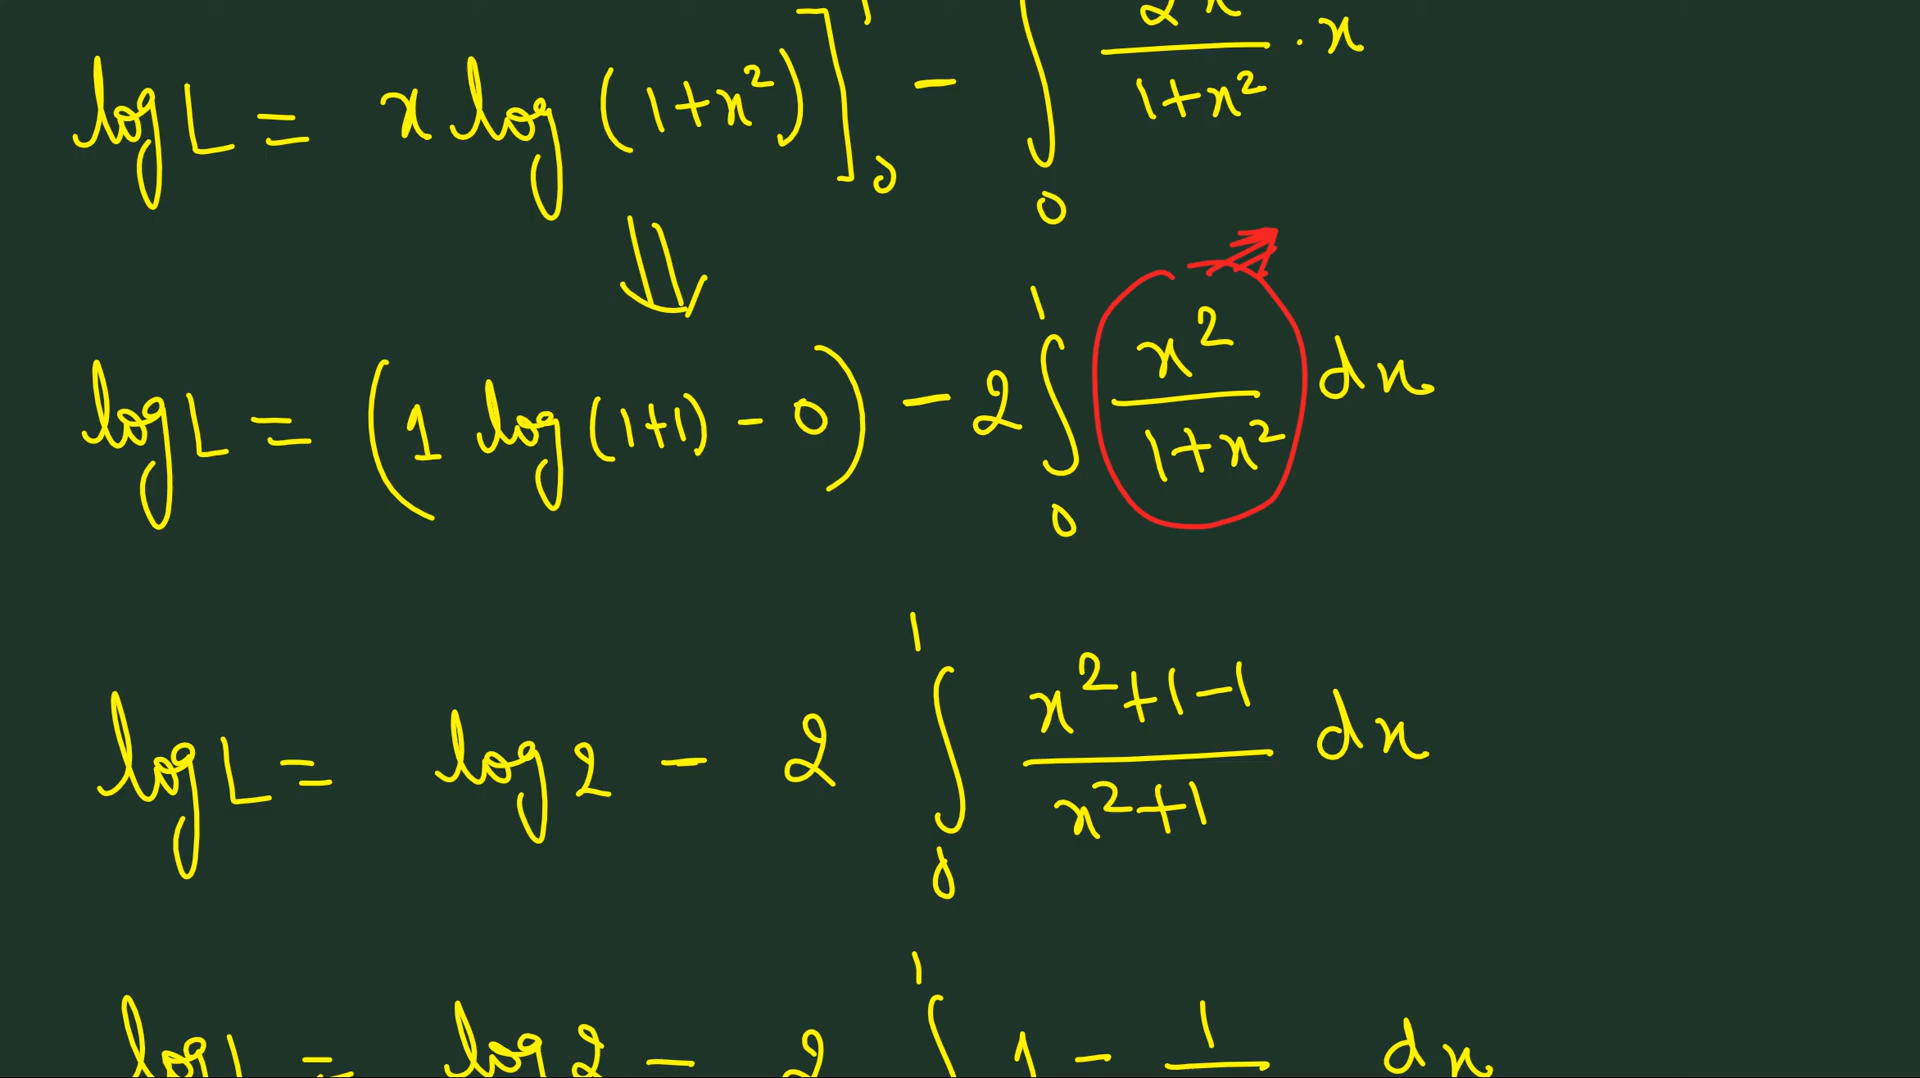 log L = x log (1+x²)]₀¹ - ∫₀ 2x/(1+x²) · x
log L = (1 log (1+1) - 0) - 2 ∫₀¹ x²/(1+x²) dx
log L = log 2 - 2 ∫₀¹ (x²+1-1)/(x²+1) dx
log L = log 2 - 2 ∫¹ 1 - 1/ dx